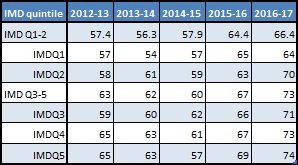 IMD quintile 2012-13 2013-14 2014-15 2015-16 2016-17
IMD Q1-2 57.4 56.3 57.9 64.4 66.4
IMDQ1 57 54 57 65 64
IMDQ2 58 61 59 63 70
IMD Q3-5 63 62 60 67 73
IMDQ3 59 60 62 66 71
IMDQ4 65 63 61 67 73
IMDQ5 65 63 57 69 74